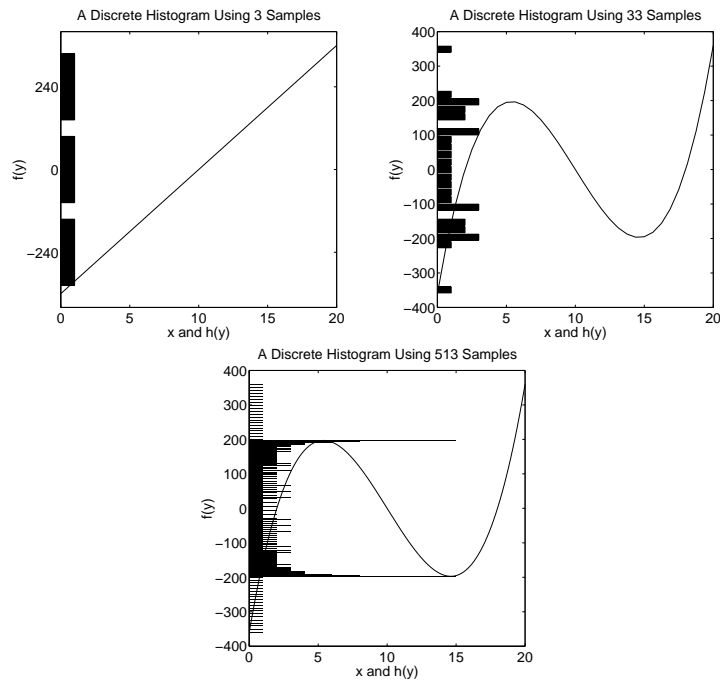 A Discrete Histogram Using 3 Samples
240
0
−240
f(y)
0 5 10 15 20
x and h(y)
A Discrete Histogram Using 33 Samples
400
300
200
100
0
−100
−200
−300
−400
f(y)
0 5 10 15 20
x and h(y)
A Discrete Histogram Using 513 Samples
400
300
200
100
0
−100
−200
−300
−400
f(y)
0 5 10 15 20
x and h(y)